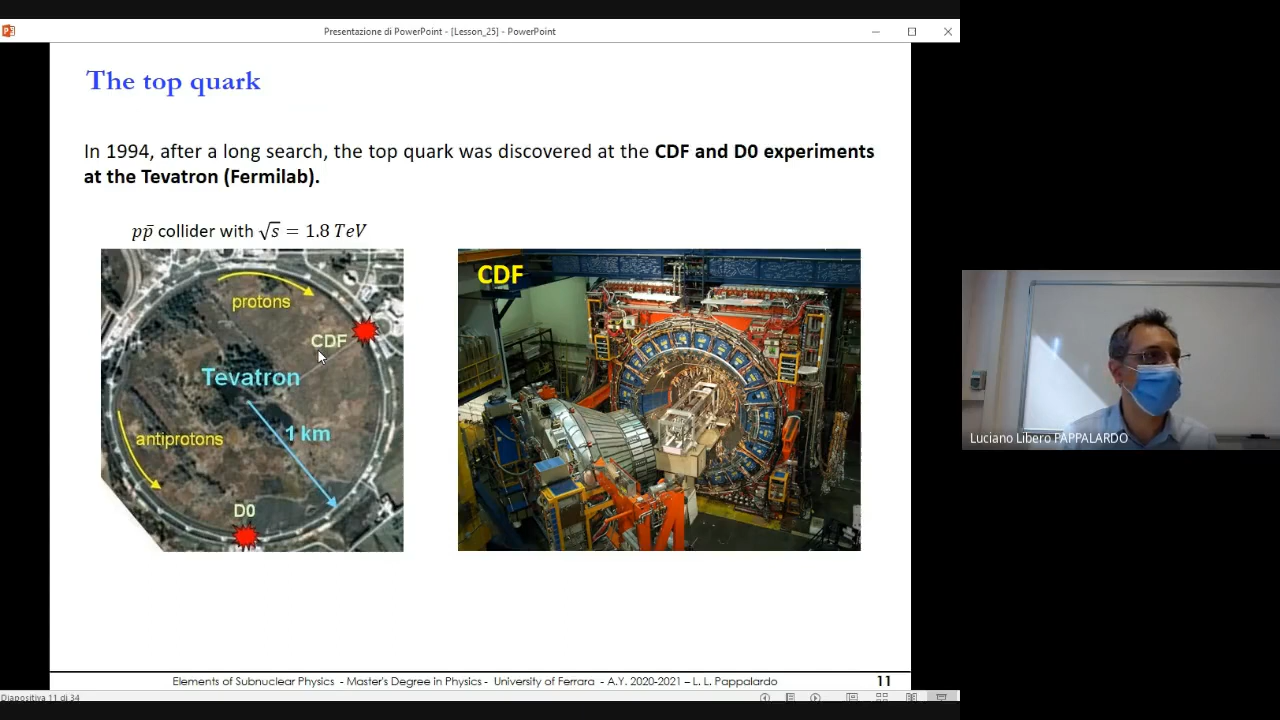 Presentazione di PowerPoint - [Lesson_25] - PowerPoint
The top quark
In 1994, after a long search, the top quark was discovered at the CDF and D0 experiments
at the Tevatron (Fermilab).
pp̄ collider with √s = 1.8 TeV
protons
CDF
Tevatron
antiprotons
1 km
D0
CDF
Luciano Libero PAPPALARDO
Elements of Subnuclear Physics - Master's Degree in Physics - University of Ferrara - A.Y. 2020-2021 – L. L. Pappalardo
11
Diapositiva 11 di 34